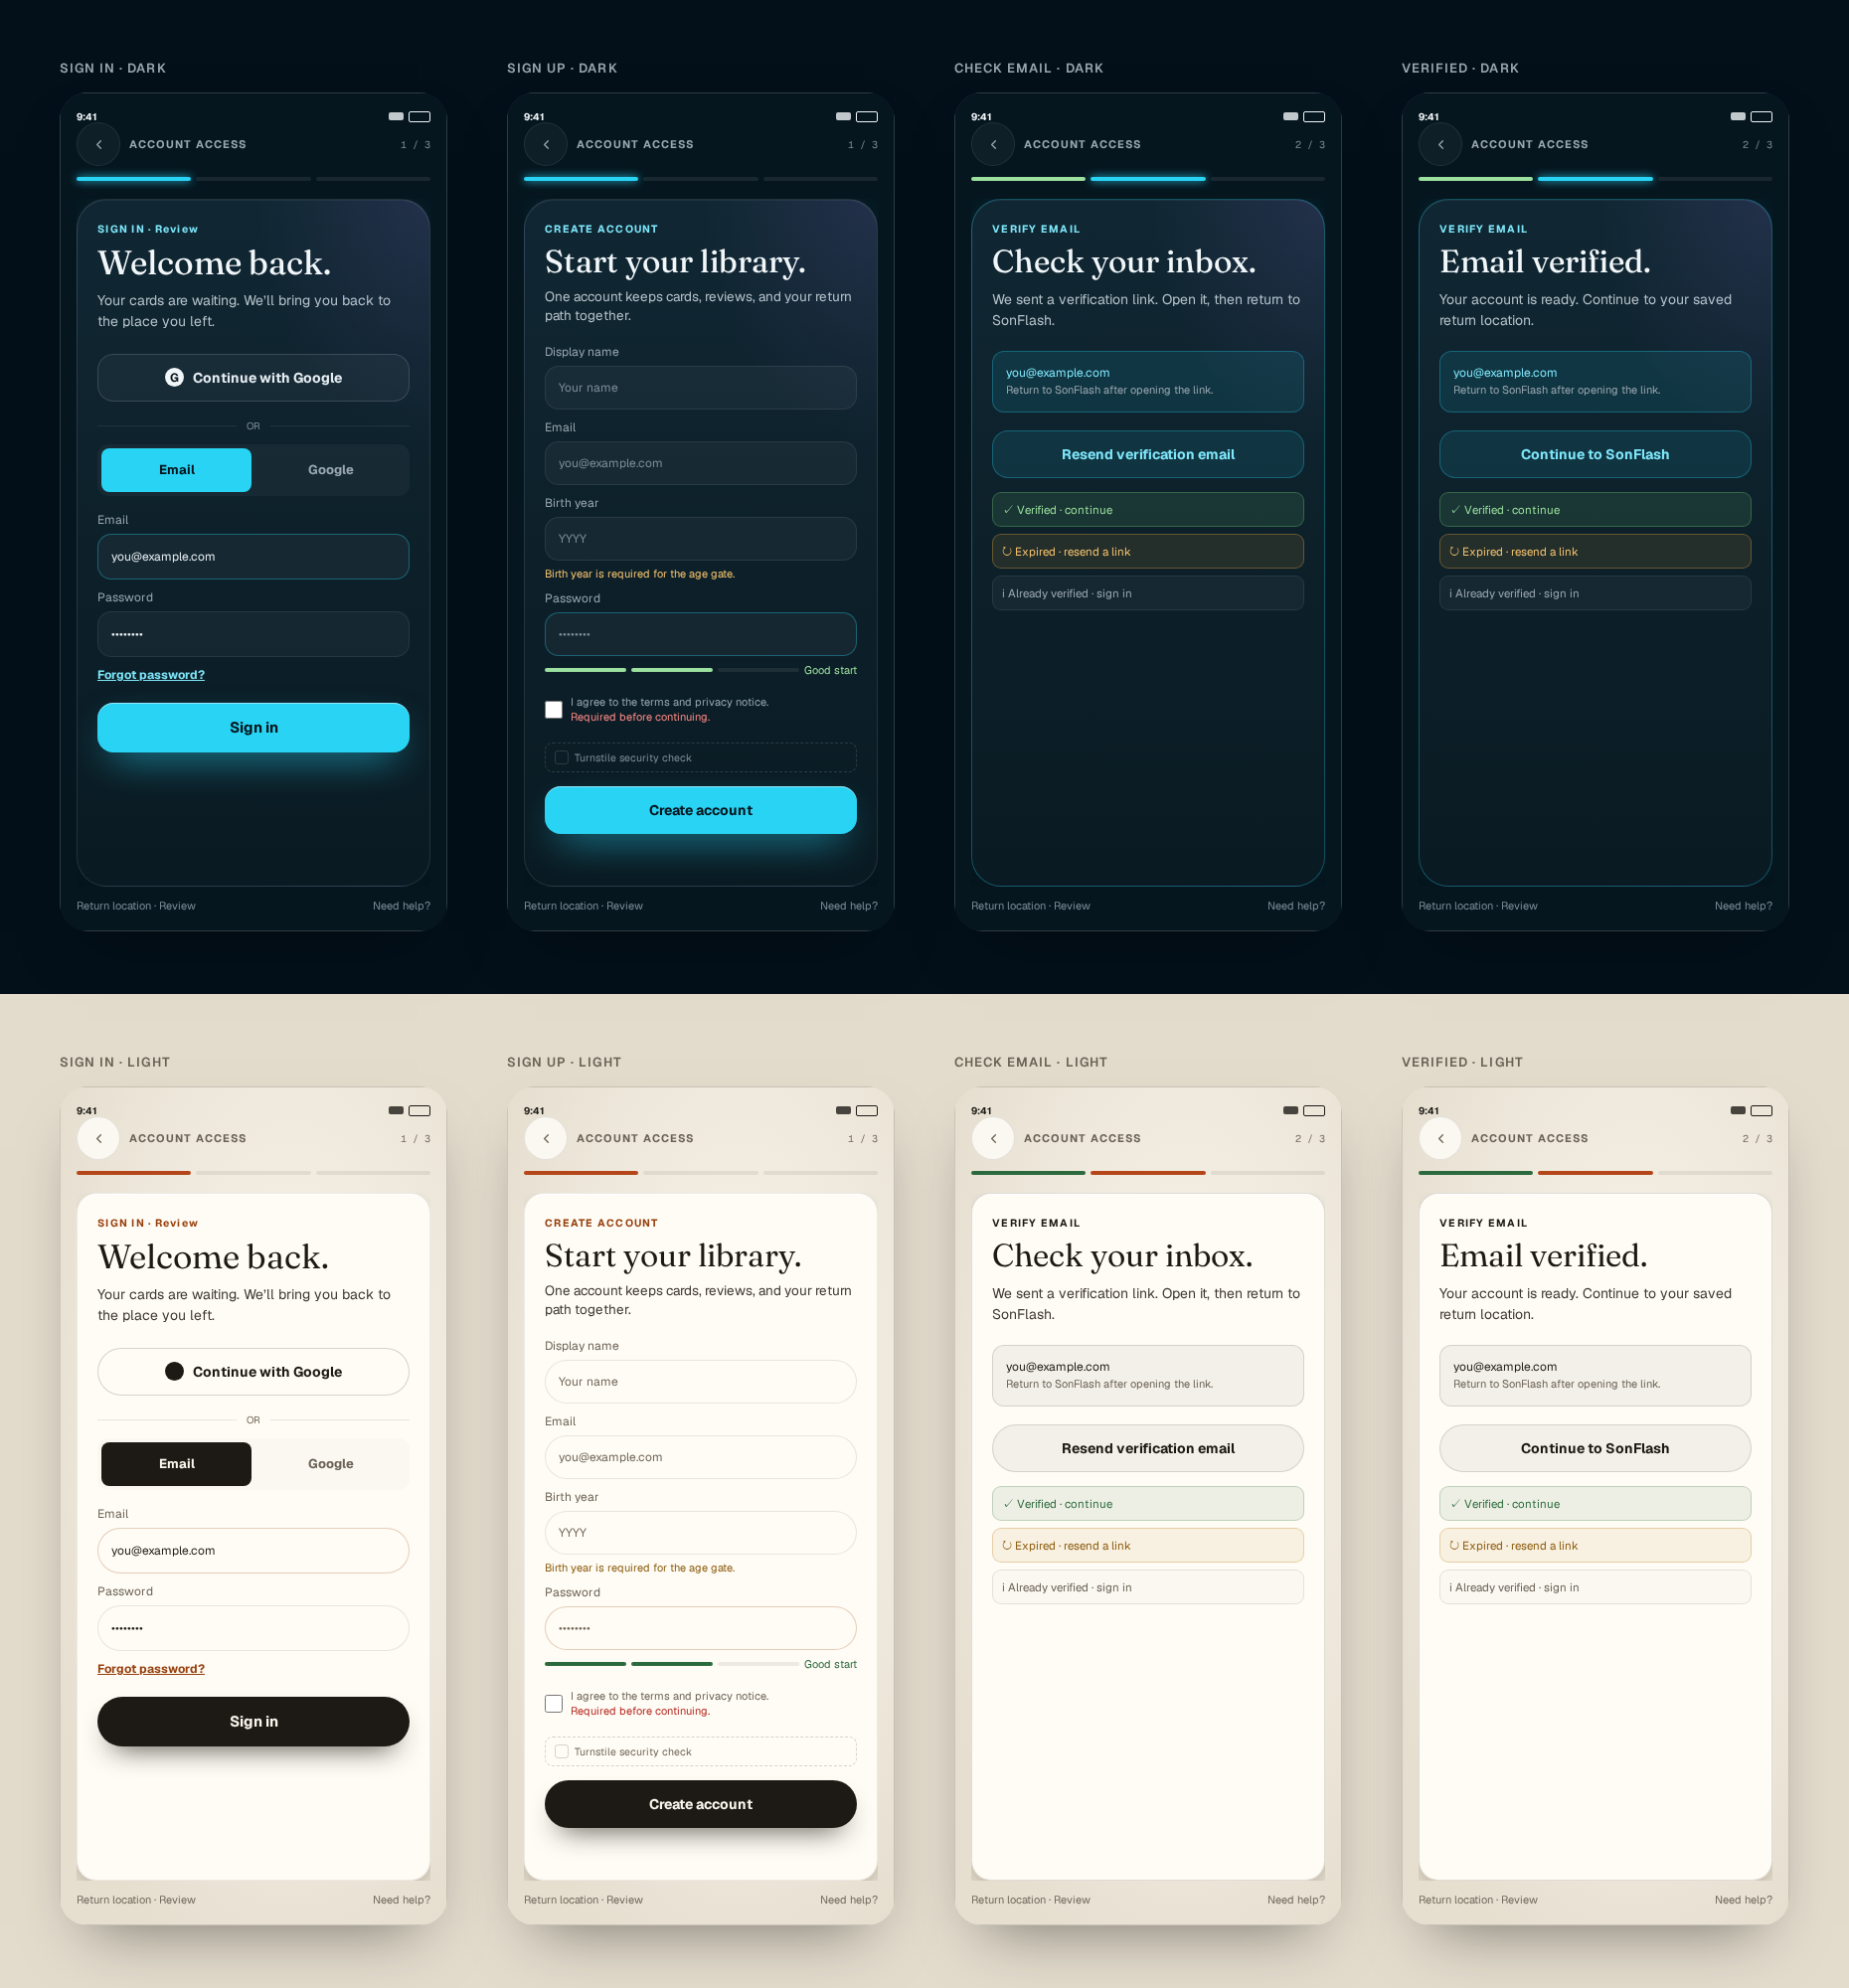 SIGN IN · DARK
9:41
ACCOUNT ACCESS
1 / 3
SIGN IN · Review
Welcome back.
Your cards are waiting. We'll bring you back to
the place you left.
G Continue with Google
OR
Email
Google
Email
you@example.com
Password
••••••••
Forgot password?
Sign in
Return location · Review
Need help?
SIGN UP · DARK
9:41
ACCOUNT ACCESS
1 / 3
CREATE ACCOUNT
Start your library.
One account keeps cards, reviews, and your return
path together.
Display name
Your name
Email
you@example.com
Birth year
YYYY
Birth year is required for the age gate.
Password
••••••••
Good start
I agree to the terms and privacy notice.
Required before continuing.
Turnstile security check
Create account
Return location · Review
Need help?
CHECK EMAIL · DARK
9:41
ACCOUNT ACCESS
2 / 3
VERIFY EMAIL
Check your inbox.
We sent a verification link. Open it, then return to
SonFlash.
you@example.com
Return to SonFlash after opening the link.
Resend verification email
✓ Verified · continue
↻ Expired · resend a link
i Already verified · sign in
Return location · Review
Need help?
VERIFIED · DARK
9:41
ACCOUNT ACCESS
2 / 3
VERIFY EMAIL
Email verified.
Your account is ready. Continue to your saved
return location.
you@example.com
Return to SonFlash after opening the link.
Continue to SonFlash
✓ Verified · continue
↻ Expired · resend a link
i Already verified · sign in
Return location · Review
Need help?
SIGN IN · LIGHT
9:41
ACCOUNT ACCESS
1 / 3
SIGN IN · Review
Welcome back.
Your cards are waiting. We'll bring you back to
the place you left.
Continue with Google
OR
Email
Google
Email
you@example.com
Password
••••••••
Forgot password?
Sign in
Return location · Review
Need help?
SIGN UP · LIGHT
9:41
ACCOUNT ACCESS
1 / 3
CREATE ACCOUNT
Start your library.
One account keeps cards, reviews, and your return
path together.
Display name
Your name
Email
you@example.com
Birth year
YYYY
Birth year is required for the age gate.
Password
••••••••
Good start
I agree to the terms and privacy notice.
Required before continuing.
Turnstile security check
Create account
Return location · Review
Need help?
CHECK EMAIL · LIGHT
9:41
ACCOUNT ACCESS
2 / 3
VERIFY EMAIL
Check your inbox.
We sent a verification link. Open it, then return to
SonFlash.
you@example.com
Return to SonFlash after opening the link.
Resend verification email
✓ Verified · continue
↻ Expired · resend a link
i Already verified · sign in
Return location · Review
Need help?
VERIFIED · LIGHT
9:41
ACCOUNT ACCESS
2 / 3
VERIFY EMAIL
Email verified.
Your account is ready. Continue to your saved
return location.
you@example.com
Return to SonFlash after opening the link.
Continue to SonFlash
✓ Verified · continue
↻ Expired · resend a link
i Already verified · sign in
Return location · Review
Need help?